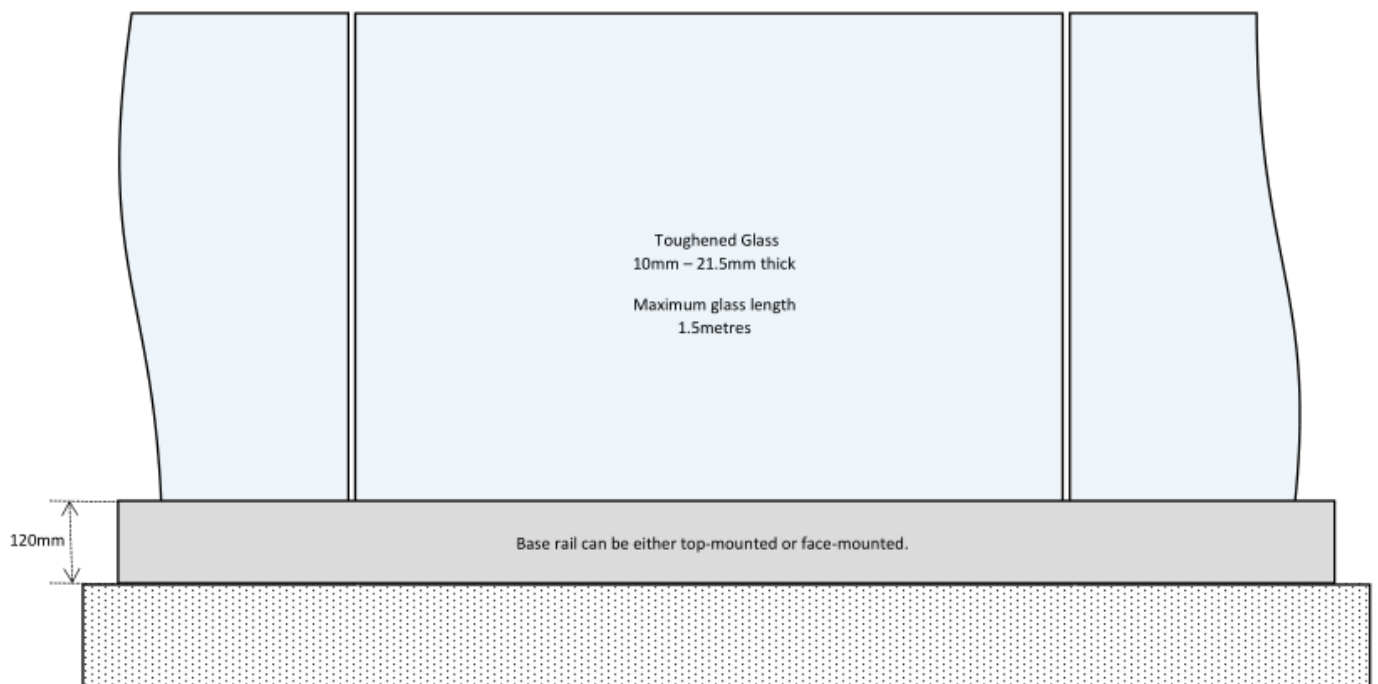 Toughened Glass
10mm – 21.5mm thick
Maximum glass length
1.5metres
120mm
Base rail can be either top-mounted or face-mounted.